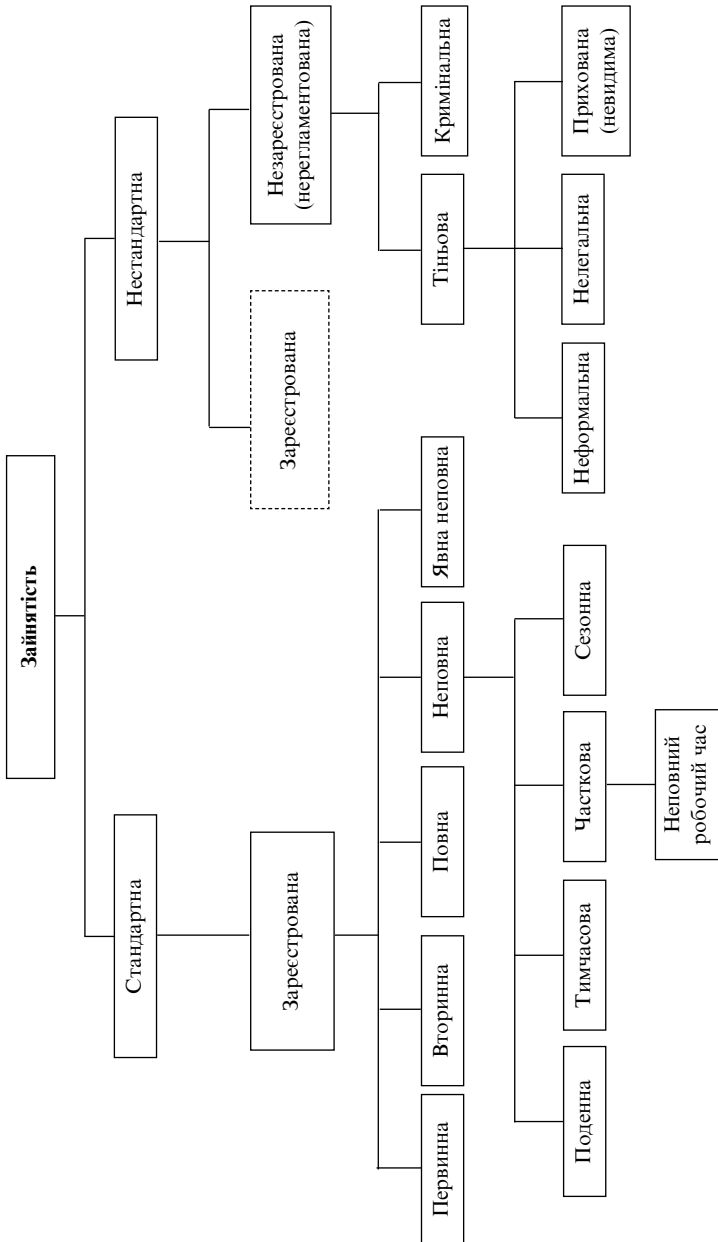 Зайнятість
Стандартна
Нестандартна
Зареєстрована
Зареєстрована
Незареєстрована
(нерегламентована)
Первинна
Вторинна
Повна
Неповна
Явна неповна
Тіньова
Кримінальна
Поденна
Тимчасова
Часткова
Сезонна
Неформальна
Нелегальна
Прихована
(невидима)
Неповний
робочий час